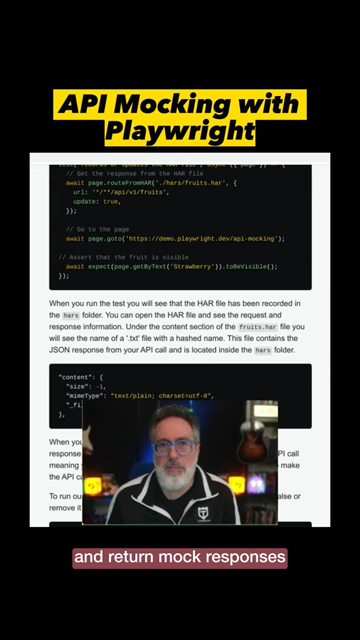 API Mocking with
Playwright
// Get the response from the HAR file
await page.routeFromHAR('./hars/fruits.har', {
url: '*/**/api/v1/fruits',
update: true,
});
// Go to the page
await page.goto('https://demo.playwright.dev/api-mocking');
// Assert that the fruit is visible
await expect(page.getByText('Strawberry')).toBeVisible();
});
When you run the test you will see that the HAR file has been recorded in
the hars folder. You can open the HAR file and see the request and
response information. Under the content section of the fruits.har file you
will see the name of a '.txt' file with a hashed name. This file contains the
JSON response from your API call and is located inside the hars folder.
"content": {
"size": -1,
"mimeType": "text/plain; charset=utf-8",
"_fi
},
When you
response PI call
meaning make
the API ca
To run ou alse or
remove it
and return mock responses